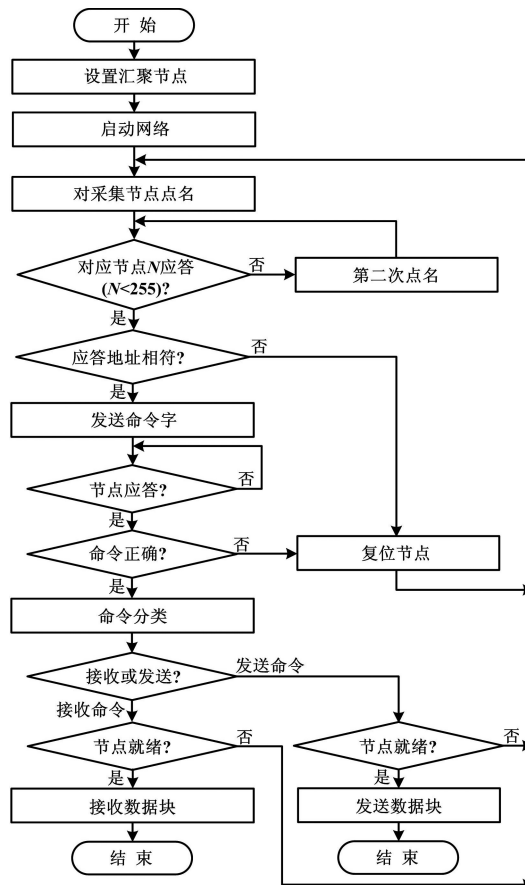 开 始
设置汇聚节点
启动网络
对采集节点点名
对应节点N应答
(N<255)?
否
第二次点名
是
应答地址相符?
否
是
发送命令字
节点应答?
否
是
命令正确?
否
复位节点
是
命令分类
接收或发送?
发送命令
接收命令
节点就绪?
否
节点就绪?
否
是
是
接收数据块
发送数据块
结 束
结 束